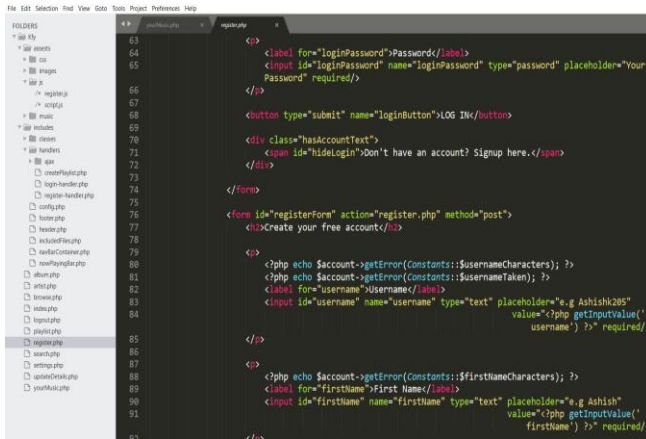 File Edit Selection Find View Goto Tools Project Preferences Help
FOLDERS
Kfy
assets
css
images
js
register.js
script.js
music
includes
classes
handlers
ajax
createPlaylist.php
login-handler.php
register-handler.php
config.php
footer.php
header.php
includedFiles.php
navBarContainer.php
nowPlayingBar.php
album.php
artist.php
browse.php
index.php
logout.php
playlist.php
register.php
search.php
settings.php
updateDetails.php
yourMusic.php
yourMusic.php × register.php ×
63 <p>
64 <label for="loginPassword">Password</label>
65 <input id="loginPassword" name="loginPassword" type="password" placeholder="Your
Password" required/>
66 </p>
67
68 <button type="submit" name="loginButton">LOG IN</button>
69
70 <div class="hasAccountText">
71 <span id="hideLogin">Don't have an account? Signup here.</span>
72 </div>
73
74 </form>
75
76 <form id="registerForm" action="register.php" method="post">
77 <h2>Create your free account</h2>
78
79 <p>
80 <?php echo $account->getError(Constants::$usernameCharacters); ?>
81 <?php echo $account->getError(Constants::$usernameTaken); ?>
82 <label for="username">Username</label>
83 <input id="username" name="username" type="text" placeholder="e.g Ashishk205"
84 value="<?php getInputValue('
username') ?>" required/
85 </p>
86
87 <p>
88 <?php echo $account->getError(Constants::$firstNameCharacters); ?>
89 <label for="firstName">First Name</label>
90 <input id="firstName" name="firstName" type="text" placeholder="e.g Ashish"
91 value="<?php getInputValue('
firstName') ?>" required/
92 </p>